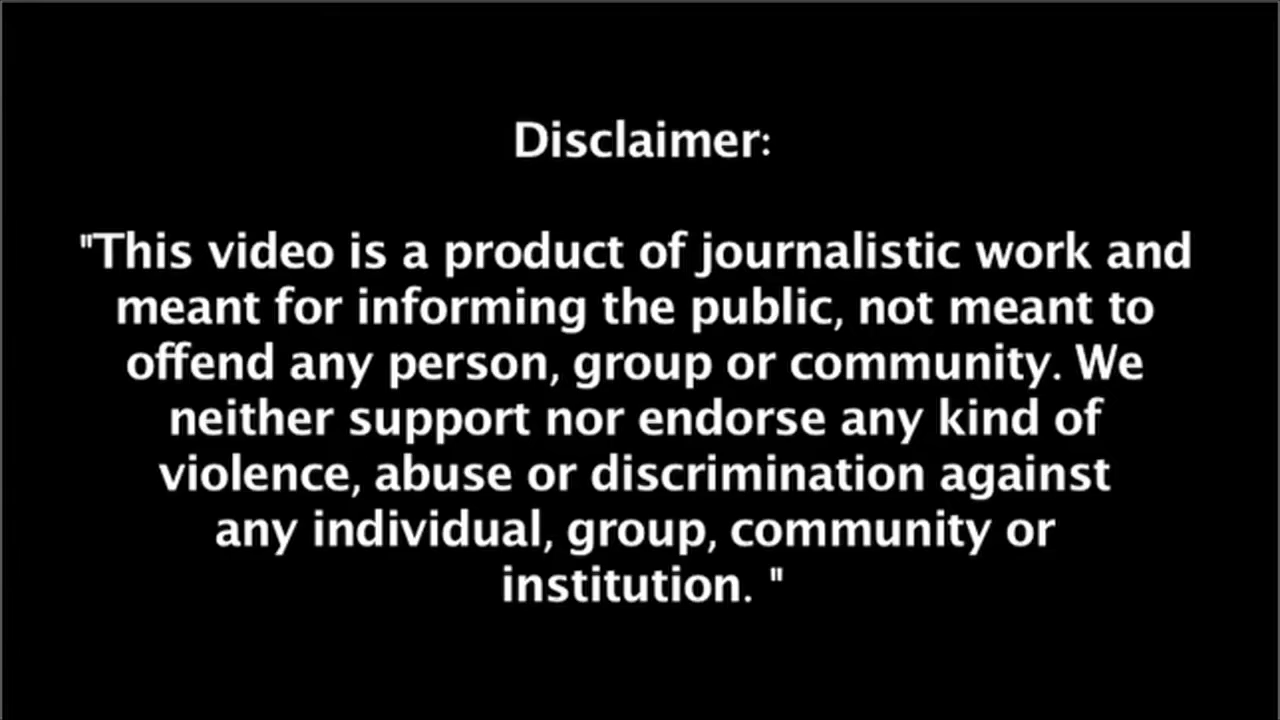 Disclaimer:
"This video is a product of journalistic work and
meant for informing the public, not meant to
offend any person, group or community. We
neither support nor endorse any kind of
violence, abuse or discrimination against
any individual, group, community or
institution. "